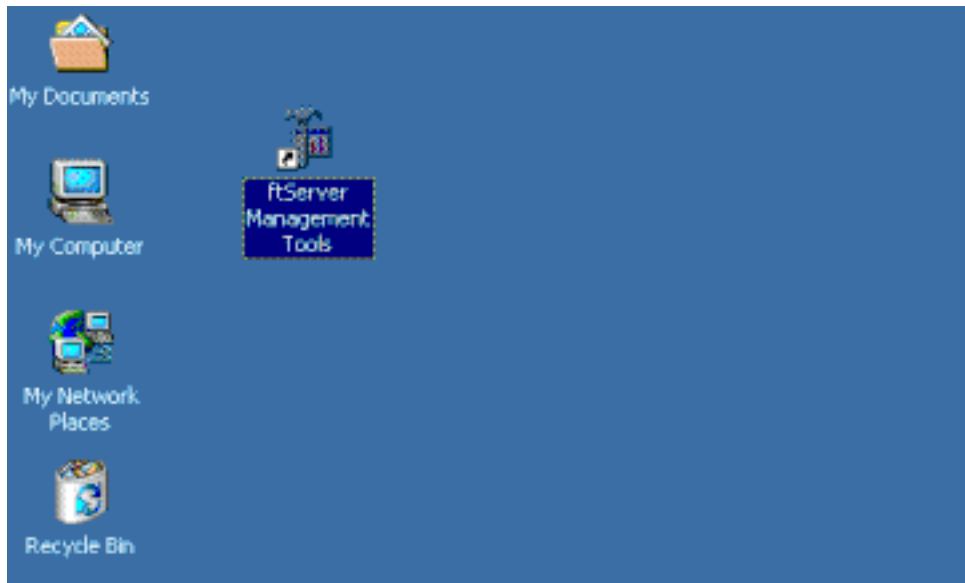 My Documents
ftServer
Management
Tools
My Computer
My Network
Places
Recycle Bin